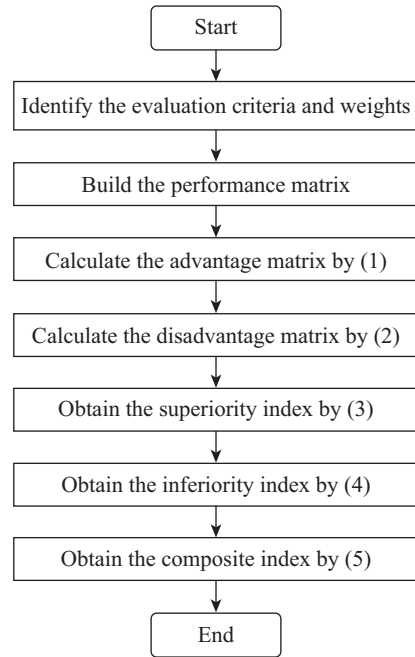 Start
Identify the evaluation criteria and weights
Build the performance matrix
Calculate the advantage matrix by (1)
Calculate the disadvantage matrix by (2)
Obtain the superiority index by (3)
Obtain the inferiority index by (4)
Obtain the composite index by (5)
End